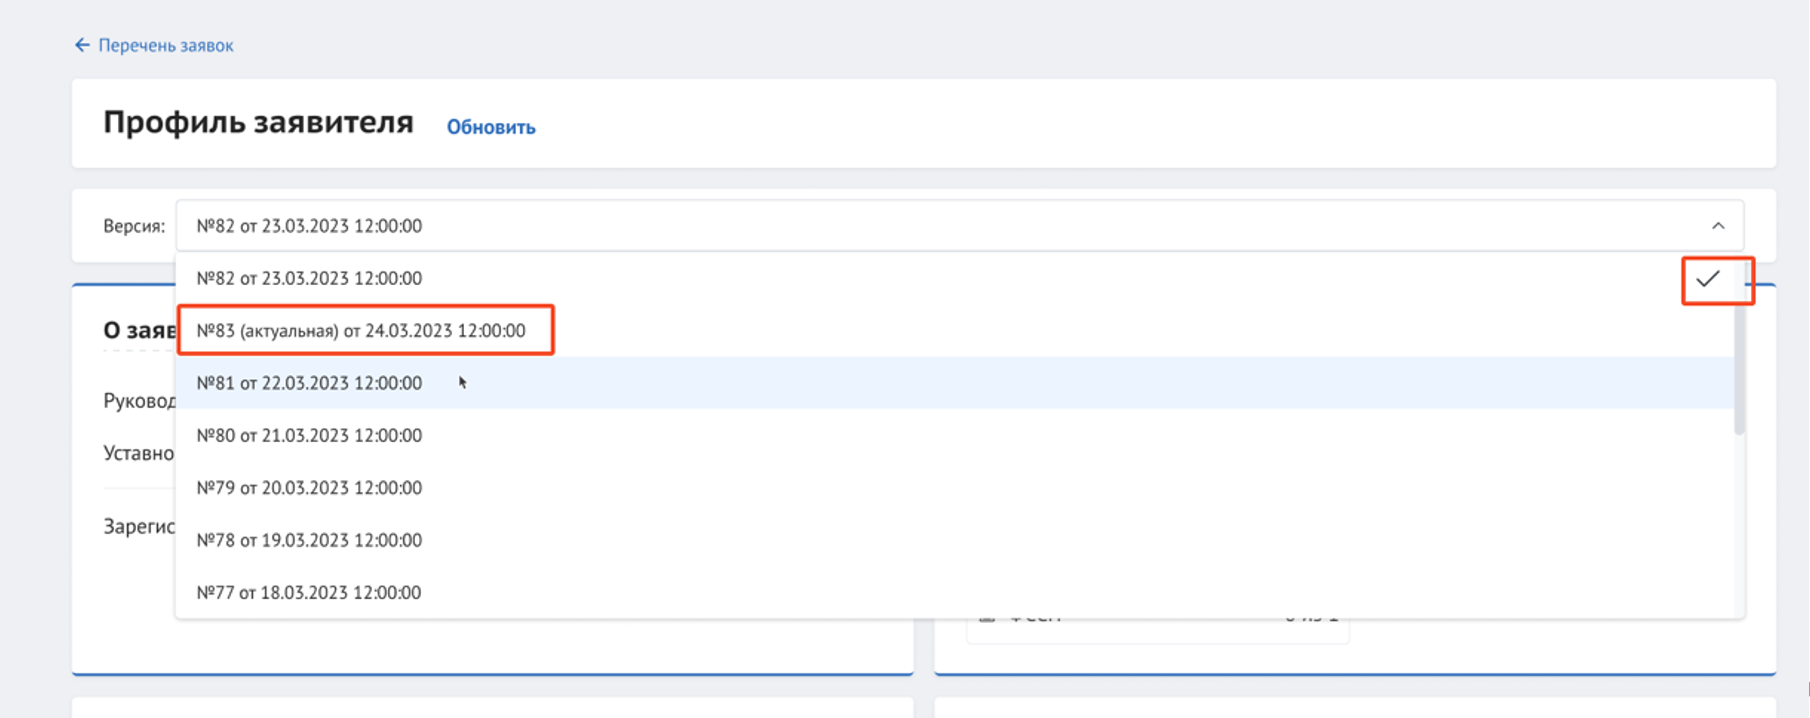 ← Перечень заявок
Профиль заявителя Обновить
Версия: №82 от 23.03.2023 12:00:00
№82 от 23.03.2023 12:00:00
О заяв
№83 (актуальная) от 24.03.2023 12:00:00
№81 от 22.03.2023 12:00:00
Руковод
№80 от 21.03.2023 12:00:00
Уставно
№79 от 20.03.2023 12:00:00
Зарегис
№78 от 19.03.2023 12:00:00
№77 от 18.03.2023 12:00:00